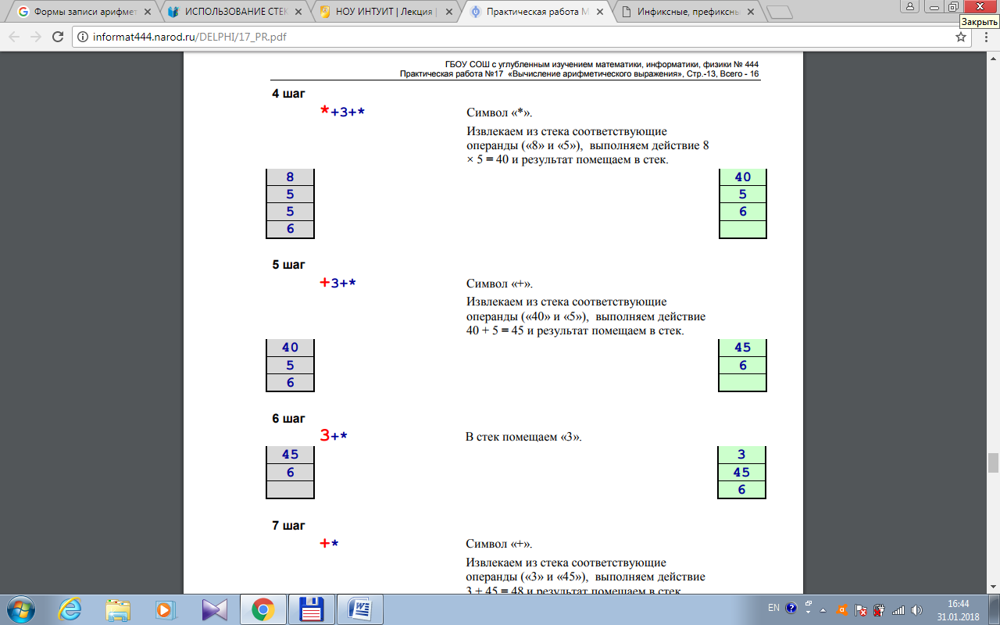 Формы записи арифмет
ИСПОЛЬЗОВАНИЕ СТЕК
НОУ ИНТУИТ | Лекция |
Практическая работа М
Инфиксные, префиксны
Закрыть
informat444.narod.ru/DELPHI/17_PR.pdf
ГБОУ СОШ с углубленным изучением математики, информатики, физики № 444
Практическая работа №17 «Вычисление арифметического выражения», Стр.-13, Всего - 16
4 шаг
*+3+*
Символ «*».
Извлекаем из стека соответствующие
операнды («8» и «5»), выполняем действие 8
× 5 = 40 и результат помещаем в стек.
8
5
5
6
40
5
6
5 шаг
+3+*
Символ «+».
Извлекаем из стека соответствующие
операнды («40» и «5»), выполняем действие
40 + 5 = 45 и результат помещаем в стек.
40
5
6
45
6
6 шаг
3+*
В стек помещаем «3».
45
6
3
45
6
7 шаг
+*
Символ «+».
Извлекаем из стека соответствующие
операнды («3» и «45»), выполняем действие
3 + 45 = 48 и результат помещаем в стек
EN
16:44
31.01.2018